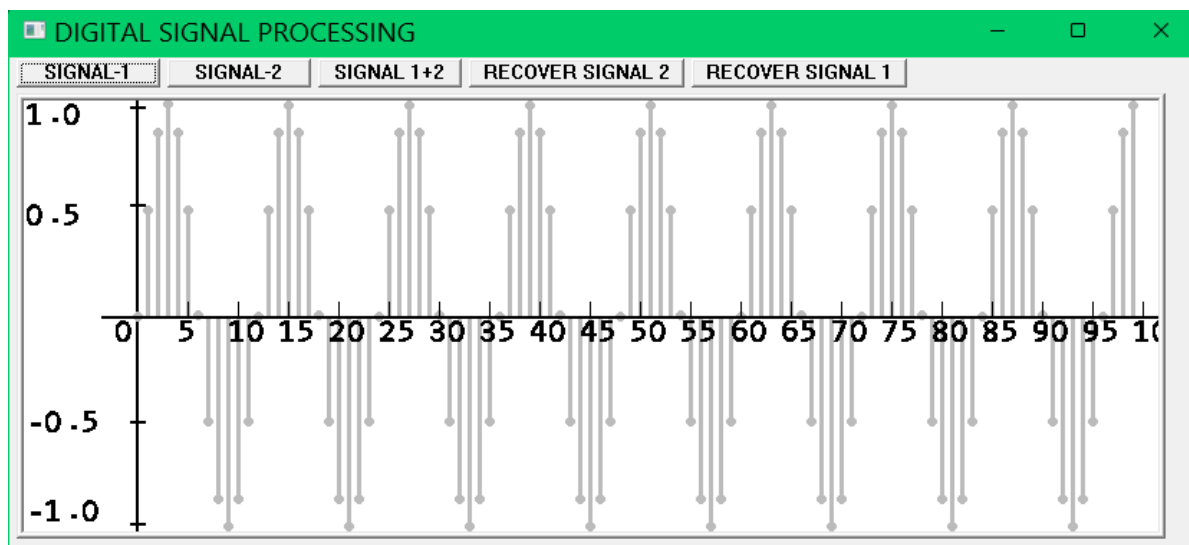 DIGITAL SIGNAL PROCESSING
SIGNAL-1 SIGNAL-2 SIGNAL 1+2 RECOVER SIGNAL 2 RECOVER SIGNAL 1
1.0
0.5
0 5 10 15 20 25 30 35 40 45 50 55 60 65 70 75 80 85 90 95
-0.5
-1.0